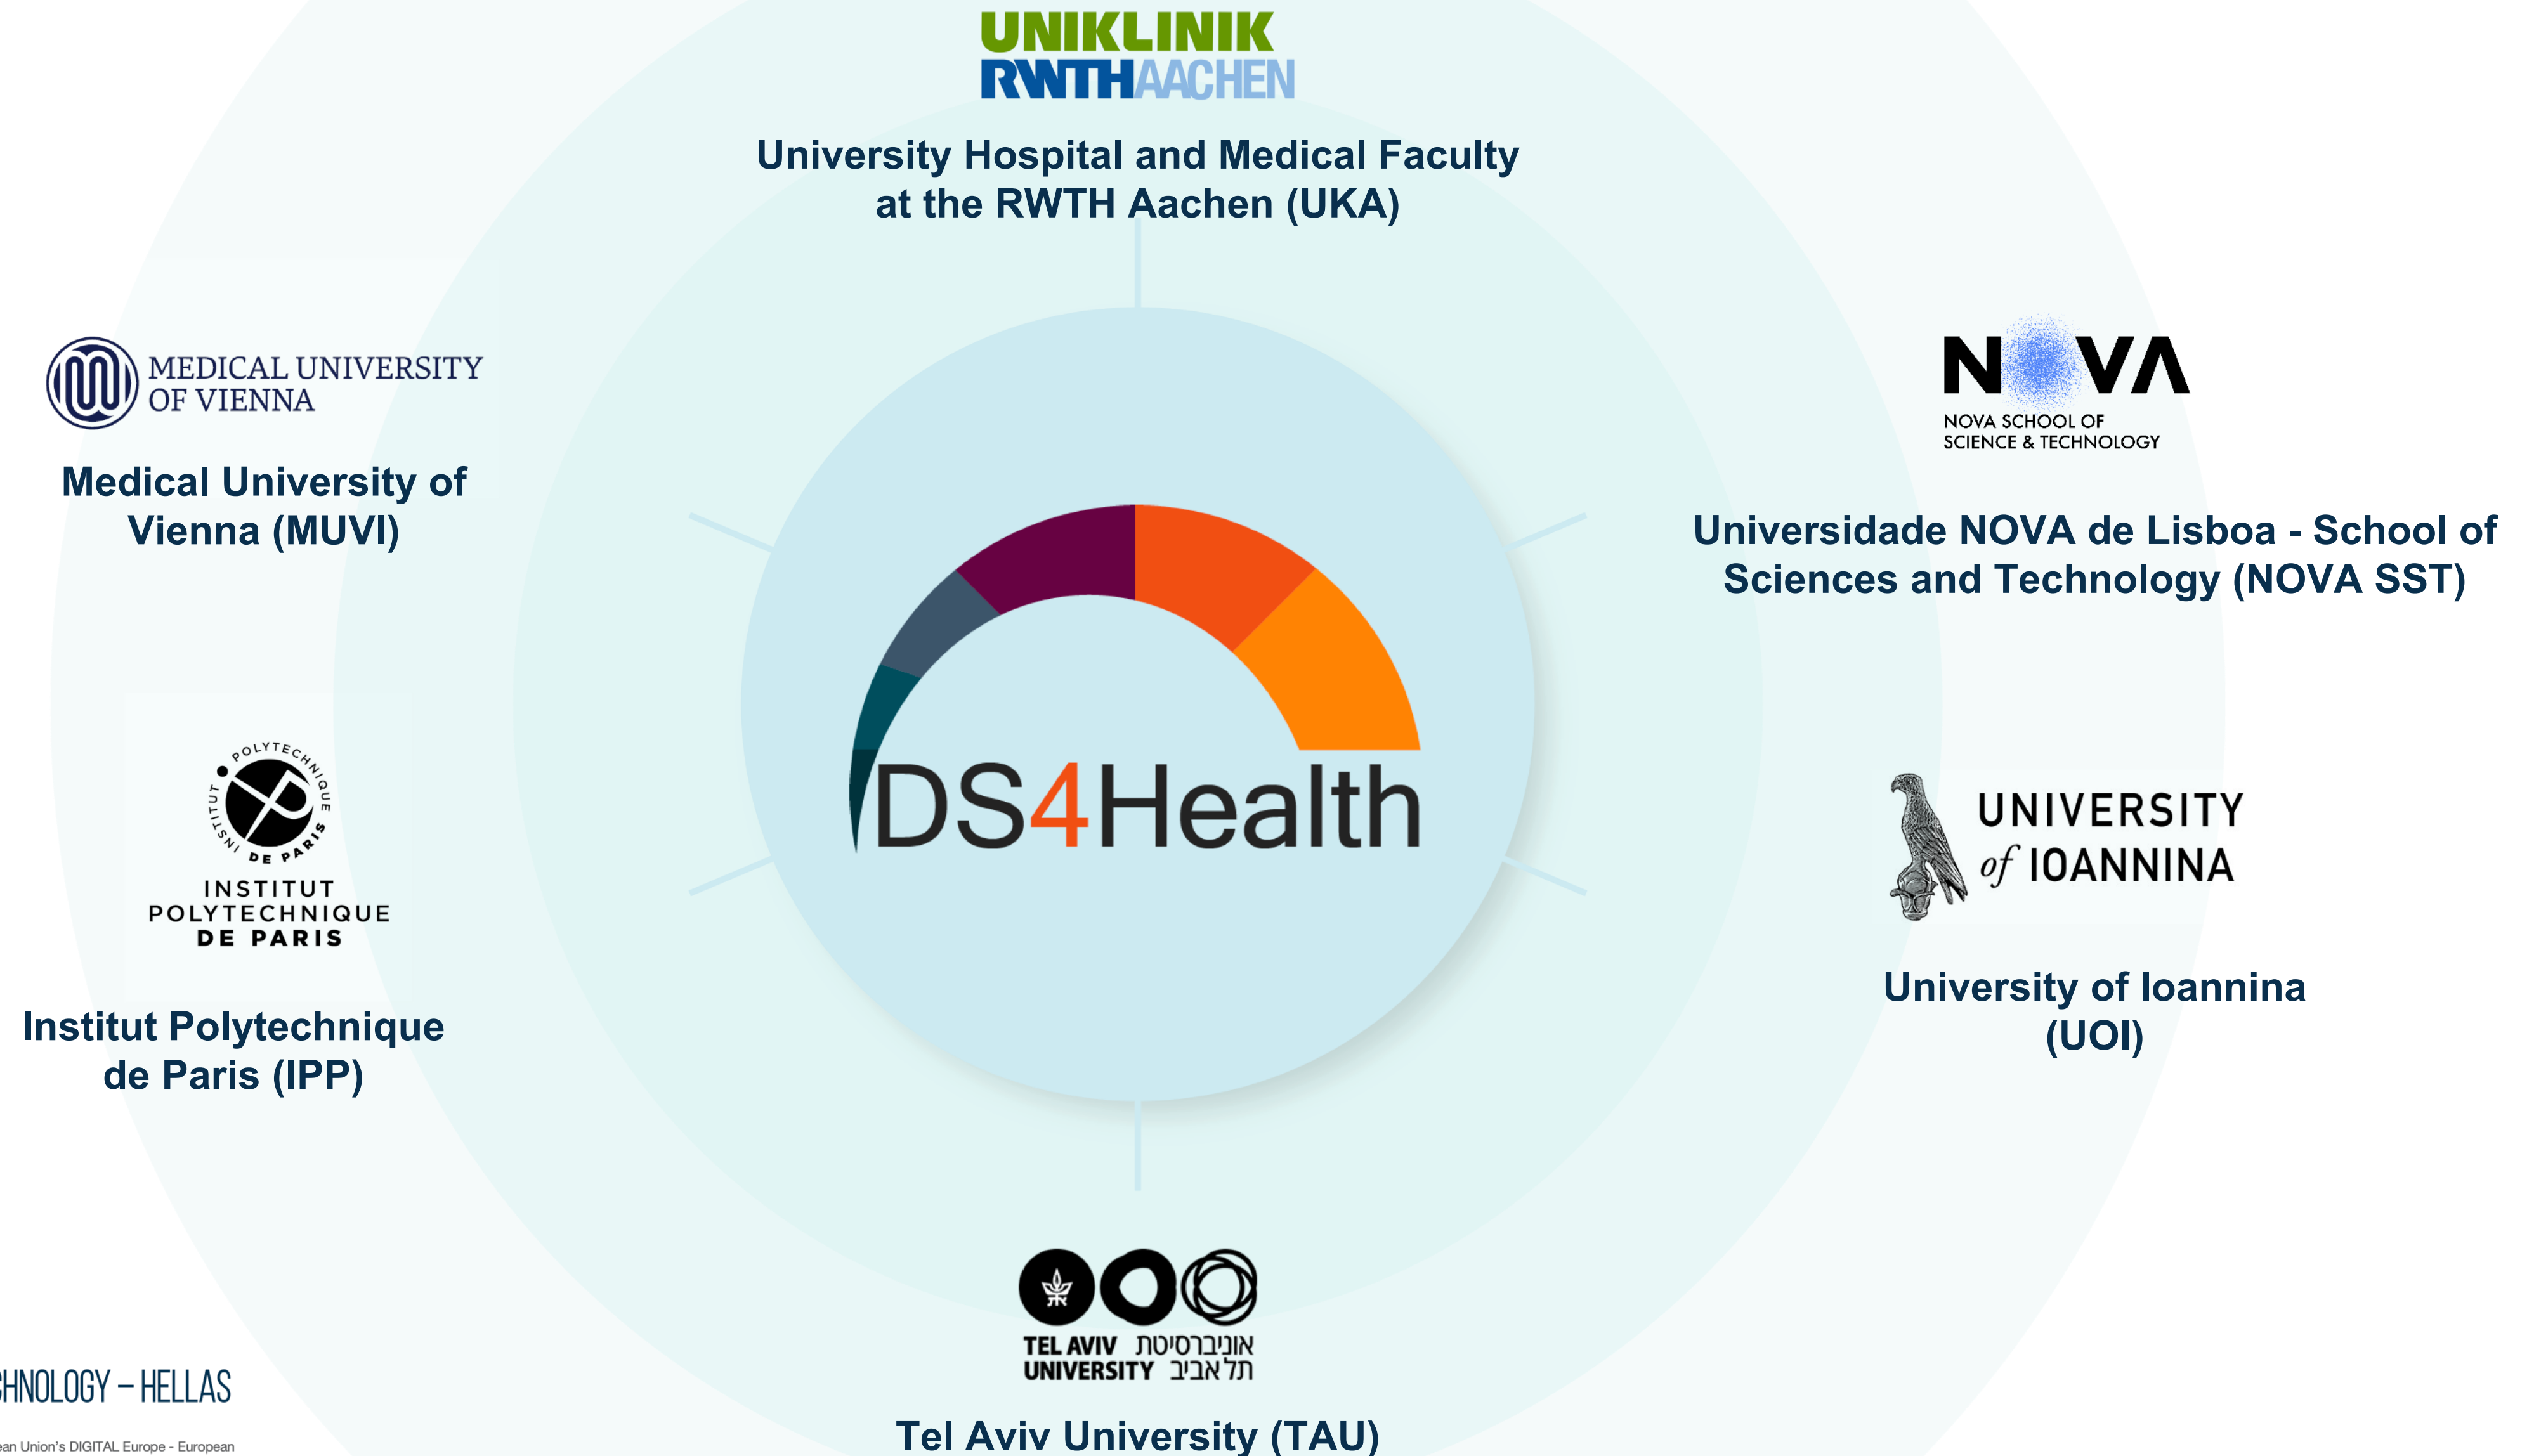 UNIKLINIK
RWTHAACHEN
University Hospital and Medical Faculty
at the RWTH Aachen (UKA)
MEDICAL UNIVERSITY
OF VIENNA
Medical University of
Vienna (MUVI)
NOVA
NOVA SCHOOL OF
SCIENCE & TECHNOLOGY
Universidade NOVA de Lisboa - School of
Sciences and Technology (NOVA SST)
DS4Health
INSTITUT POLYTECHNIQUE DE PARIS
INSTITUT
POLYTECHNIQUE
DE PARIS
Institut Polytechnique
de Paris (IPP)
UNIVERSITY
of IOANNINA
University of Ioannina
(UOI)
TEL AVIV אוניברסיטת
UNIVERSITY תל אביב
Tel Aviv University (TAU)
– HELLAS
Union's DIGITAL Europe - European